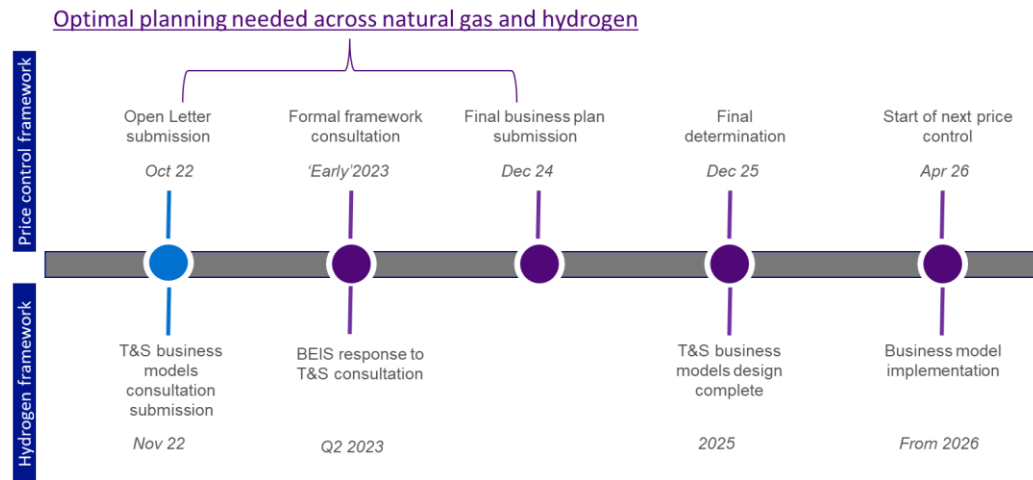 Optimal planning needed across natural gas and hydrogen
Price control framework
Open Letter
submission
Oct 22
Formal framework
consultation
‘Early’2023
Final business plan
submission
Dec 24
Final
determination
Dec 25
Start of next price
control
Apr 26
Hydrogen framework
T&S business
models
consultation
submission
Nov 22
BEIS response to
T&S consultation
Q2 2023
T&S business
models design
complete
2025
Business model
implementation
From 2026